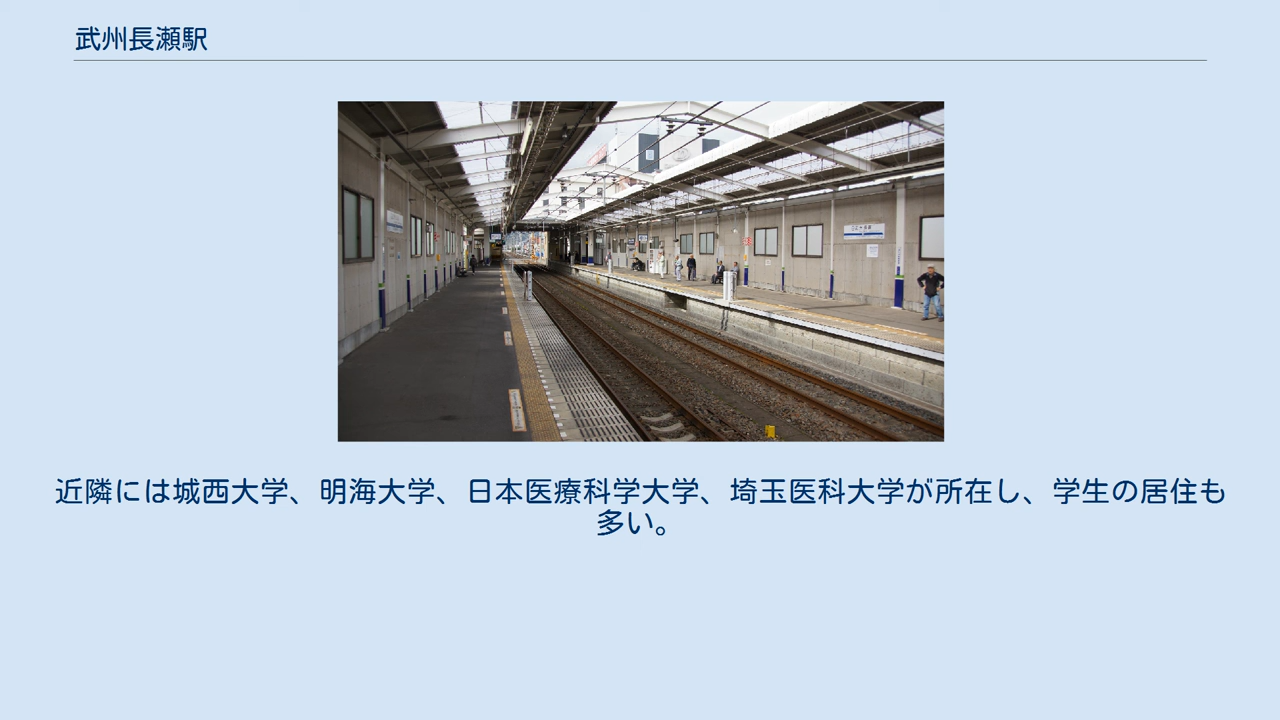 武州長瀬駅
近隣には城西大学、明海大学、日本医療科学大学、埼玉医科大学が所在し、学生の居住も
多い。